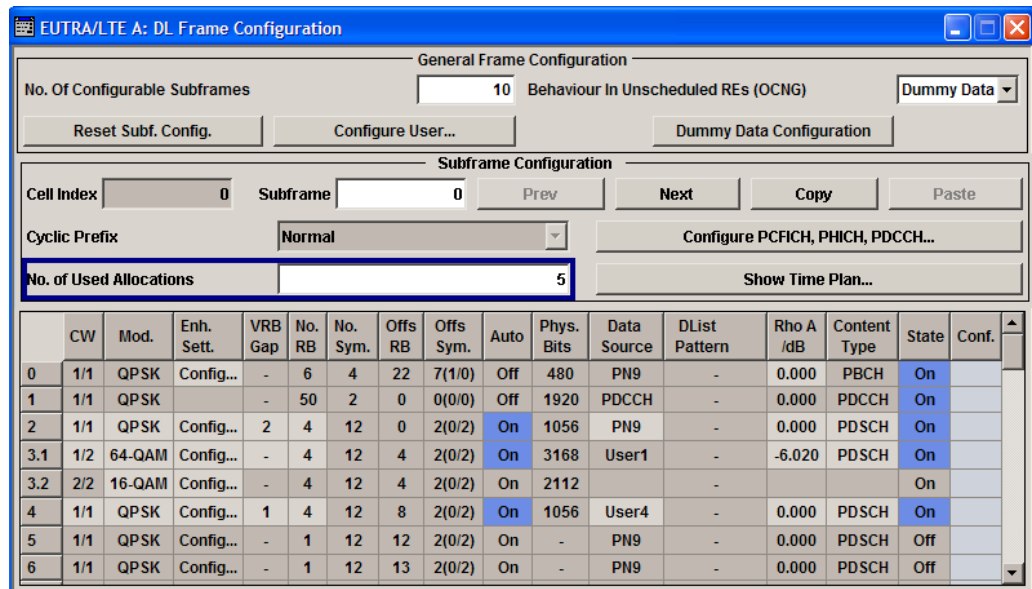 EUTRA/LTE A: DL Frame Configuration
General Frame Configuration
No. Of Configurable Subframes 10 Behaviour In Unscheduled REs (OCNG) Dummy Data
Reset Subf. Config. Configure User... Dummy Data Configuration
Subframe Configuration
Cell Index 0 Subframe 0 Prev Next Copy Paste
Cyclic Prefix Normal Configure PCFICH, PHICH, PDCCH...
No. of Used Allocations 5 Show Time Plan...
CW Mod. Enh. Sett. VRB Gap No. RB No. Sym. Offs RB Offs Sym. Auto Phys. Bits Data Source DList Pattern Rho A /dB Content Type State Conf.
0 1/1 QPSK Config... - 6 4 22 7(1/0) Off 480 PN9 - 0.000 PBCH On
1 1/1 QPSK - 50 2 0 0(0/0) Off 1920 PDCCH - 0.000 PDCCH On
2 1/1 QPSK Config... 2 4 12 0 2(0/2) On 1056 PN9 - 0.000 PDSCH On
3.1 1/2 64-QAM Config... - 4 12 4 2(0/2) On 3168 User1 - -6.020 PDSCH On
3.2 2/2 16-QAM Config... - 4 12 4 2(0/2) On 2112 - On
4 1/1 QPSK Config... 1 4 12 8 2(0/2) On 1056 User4 - 0.000 PDSCH On
5 1/1 QPSK Config... - 1 12 12 2(0/2) On - PN9 - 0.000 PDSCH Off
6 1/1 QPSK Config... - 1 12 13 2(0/2) On - PN9 - 0.000 PDSCH Off